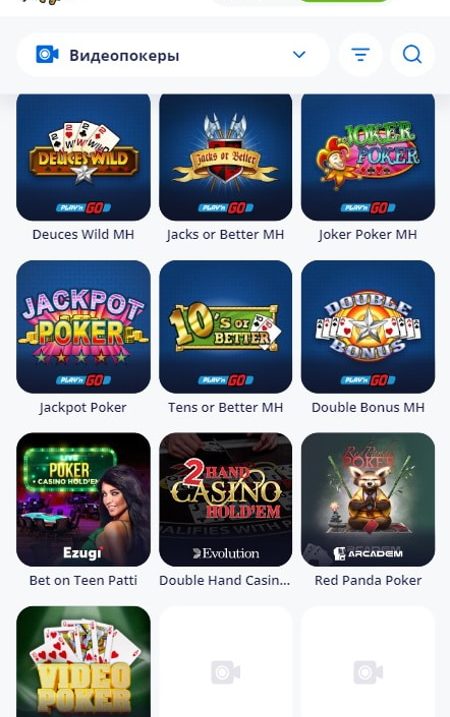 Видеопокеры
DEUCES WILD
PLAY'n GO
Jacks or Better
PLAY'n GO
JOKER
POKER
PLAY'n GO
Deuces Wild MH
Jacks or Better MH
Joker Poker MH
JACKPOT
POKER
PLAY'n GO
10's or
BETTER
PLAY'n GO
DOUBLE
BONUS
PLAY'n GO
Jackpot Poker
Tens or Better MH
Double Bonus MH
LIVE
POKER
CASINO HOLD'EM
Ezugi
2 HAND
CASINO
HOLD'EM
Evolution
Red Panda
POKER
ARCADEM
Bet on Teen Patti
Double Hand Casin...
Red Panda Poker
VIDEO
POKER